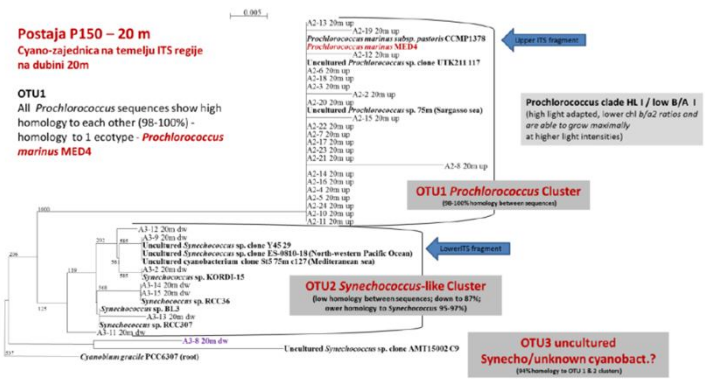 0.005
Postaja P150 – 20 m
Cyano-zajednica na temelju ITS regije
na dubini 20m
OTU1
All Prochlorococcus sequences show high
homology to each other (98-100%) -
homology to 1 ecotype - Prochlorococcus
marinus MED4
A2-13 20m up
A2-19 20m up
Prochlorococcus marinus subsp. pastoris CCMP1378
Prochlorococcus marinus MED4
A2-12 20m up
Uncultured Prochlorococcus sp. clone UTK211 117
A2-6 20m up
A2-18 20m up
A2-3 20m up
A2-2 20m up
A2-20 20m up
Uncultured Prochlorococcus sp. 75m (Sargasso sea)
A2-15 20m up
A2-22 20m up
A2-7 20m up
A2-17 20m up
A2-23 20m up
A2-21 20m up
A2-8 20m up
A2-14 20m up
A2-16 20m up
A2-4 20m up
A2-5 20m up
A2-24 20m up
A2-10 20m up
A2-11 20m up
Upper ITS fragment
Prochlorococcus clade HL I / low B/A I
(high light adapted, lower chl b/a2 ratios and
are able to grow maximally
at higher light intensities)
OTU1 Prochlorococcus Cluster
(98-100% homology between sequences)
1000
A3-12 20m dw
A3-9 20m dw
Uncultured Synechococcus sp. clone Y45 29
Uncultured Synechococcus sp. clone ES-0810-18 (North-western Pacific Ocean)
Uncultured cyanobacterium clone St5 75m c127 (Mediterranean sea)
A3-2 20m dw
Synechococcus sp. KORDI-15
A3-14 20m dw
A3-15 20m dw
Synechococcus sp. RCC36
Synechococcus sp. BL3
A3-13 20m dw
Synechococcus sp. RCC307
A3-11 20m dw
LowerITS fragment
OTU2 Synechococcus-like Cluster
(low homology between sequences; down to 87%;
lower homology to Synechococcus 95-97%)
A3-8 20m dw
Uncultured Synechococcus sp. clone AMT15002 C9
Cyanobium gracile PCC6307 (root)
OTU3 uncultured
Synecho/unknown cyanobact.?
(94% homology to OTU 1 & 2 clusters)